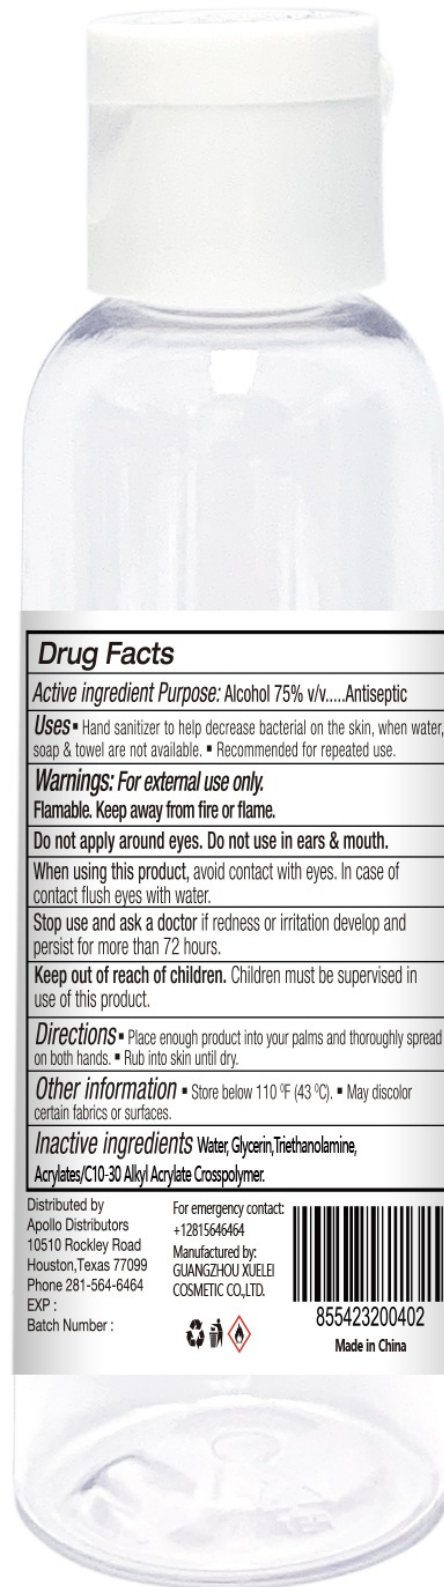 Drug Facts
Active ingredient Purpose: Alcohol 75% v/v.....Antiseptic
Uses ▪ Hand sanitizer to help decrease bacterial on the skin, when water,
soap & towel are not available. ▪ Recommended for repeated use.
Warnings: For external use only.
Flamable. Keep away from fire or flame.
Do not apply around eyes. Do not use in ears & mouth.
When using this product, avoid contact with eyes. In case of
contact flush eyes with water.
Stop use and ask a doctor if redness or irritation develop and
persist for more than 72 hours.
Keep out of reach of children. Children must be supervised in
use of this product.
Directions ▪ Place enough product into your palms and thoroughly spread
on both hands. ▪ Rub into skin until dry.
Other information ▪ Store below 110 ⁰F (43 ⁰C). ▪ May discolor
certain fabrics or surfaces.
Inactive ingredients Water, Glycerin,Triethanolamine,
Acrylates/C10-30 Alkyl Acrylate Crosspolymer.
Distributed by
Apollo Distributors
10510 Rockley Road
Houston,Texas 77099
Phone 281-564-6464
EXP :
Batch Number :
For emergency contact:
+12815646464
Manufactured by:
GUANGZHOU XUELEI
COSMETIC CO.,LTD.
855423200402
Made in China